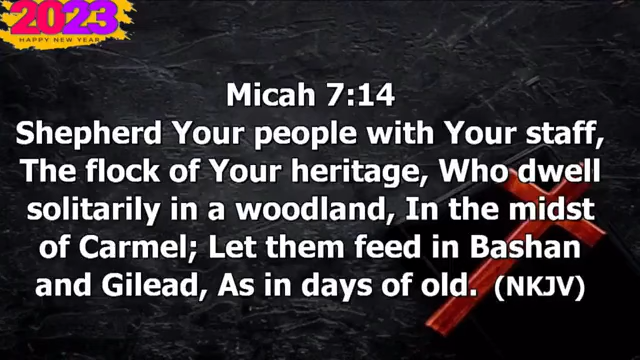 2023
HAPPY NEW YEAR
Micah 7:14
Shepherd Your people with Your staff,
The flock of Your heritage, Who dwell
solitarily in a woodland, In the midst
of Carmel; Let them feed in Bashan
and Gilead, As in days of old. (NKJV)